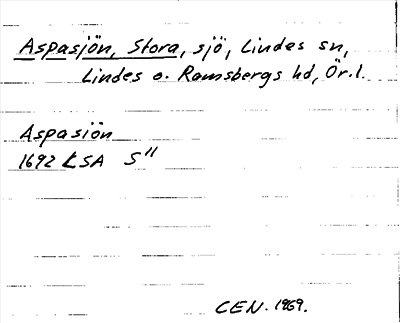 Aspasjön, Stora, sjö, Lindes sn,
Lindes o. Ramsbergs hd, Ör.l.
Aspasiön
1692 LSA S"
CEN. 1969.